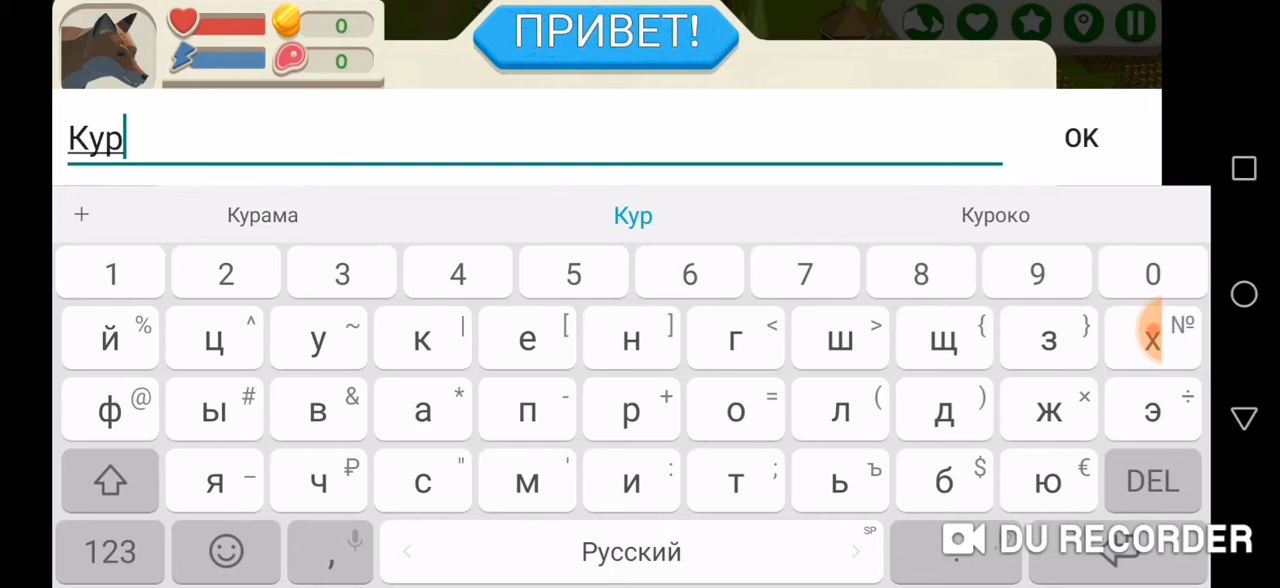 0
ПРИВЕТ!
0
Кур
OK
+ Курама Кур Куроко
1 2 3 4 5 6 7 8 9 0
й % ц ^ у ~ к | е [ н ] г < ш > щ { з } х №
ф @ ы # в & а * п - р + о = л ( д ) ж × э ÷
я _ ч ₽ с " м ' и : т ; ь ъ б $ ю € DEL
123 , < Русский > SP .
DU RECORDER